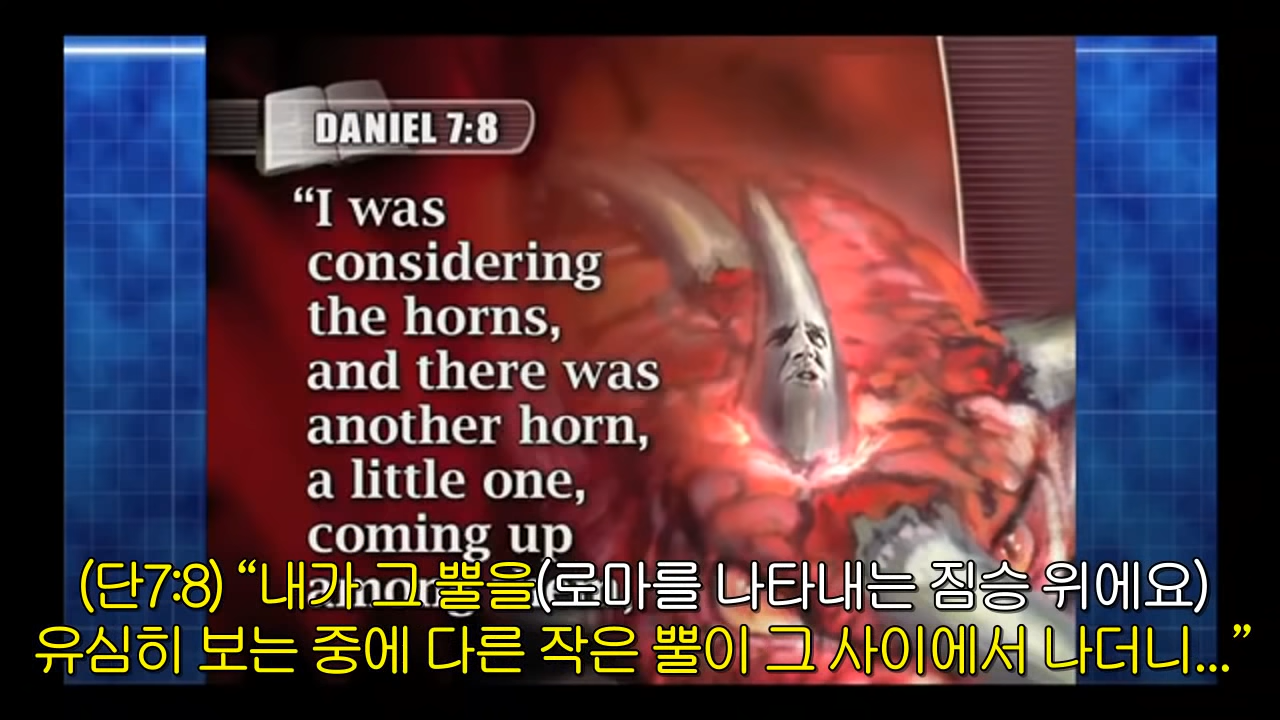 DANIEL 7:8
“I was
considering
the horns,
and there was
another horn,
a little one,
coming up
among
(단7:8) “내가 그 뿔을(로마를 나타내는 짐승 위에요)
유심히 보는 중에 다른 작은 뿔이 그 사이에서 나더니...”